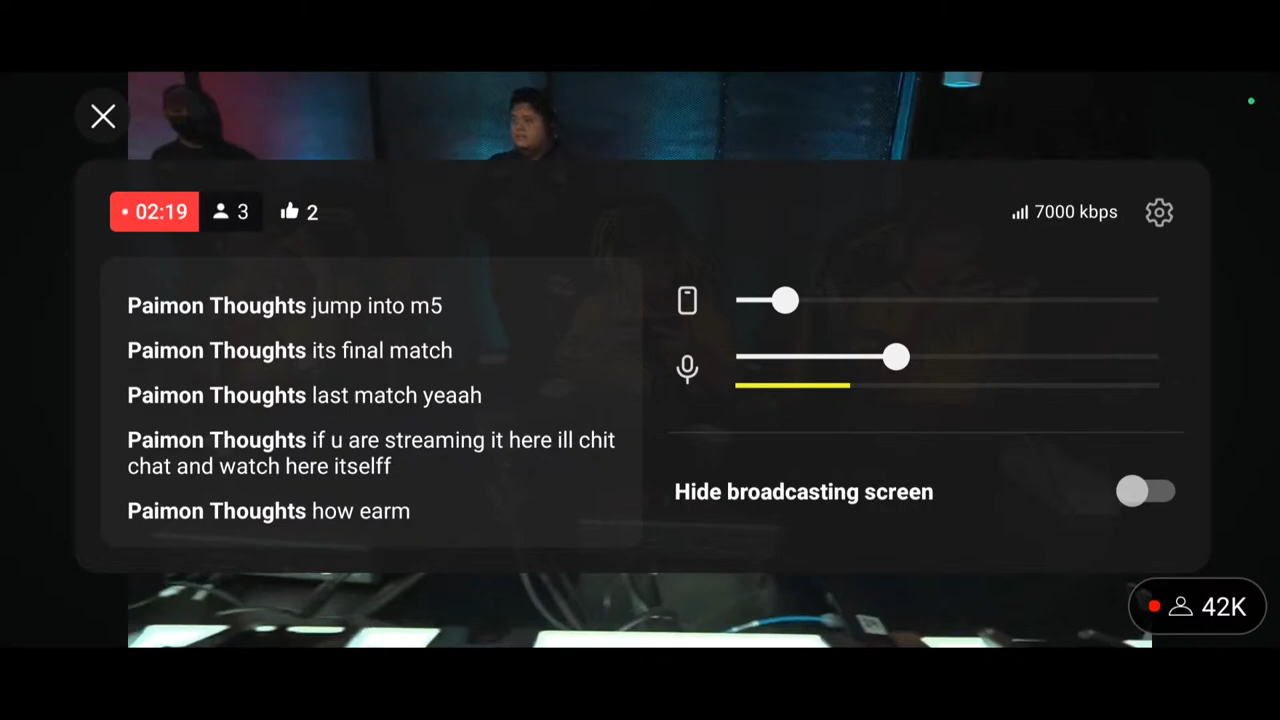 02:19 3 2 7000 kbps
Paimon Thoughts jump into m5
Paimon Thoughts its final match
Paimon Thoughts last match yeaah
Paimon Thoughts if u are streaming it here ill chit
chat and watch here itselff
Paimon Thoughts how earm
Hide broadcasting screen
42K